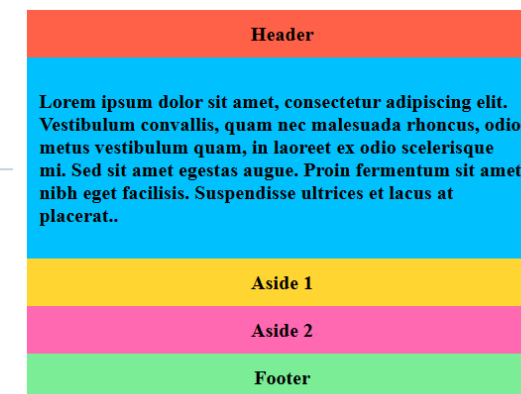 Header
Lorem ipsum dolor sit amet, consectetur adipiscing elit.
Vestibulum convallis, quam nec malesuada rhoncus, odio
metus vestibulum quam, in laoreet ex odio scelerisque
mi. Sed sit amet egestas augue. Proin fermentum sit amet
nibh eget facilisis. Suspendisse ultrices et lacus at
placerat..
Aside 1
Aside 2
Footer